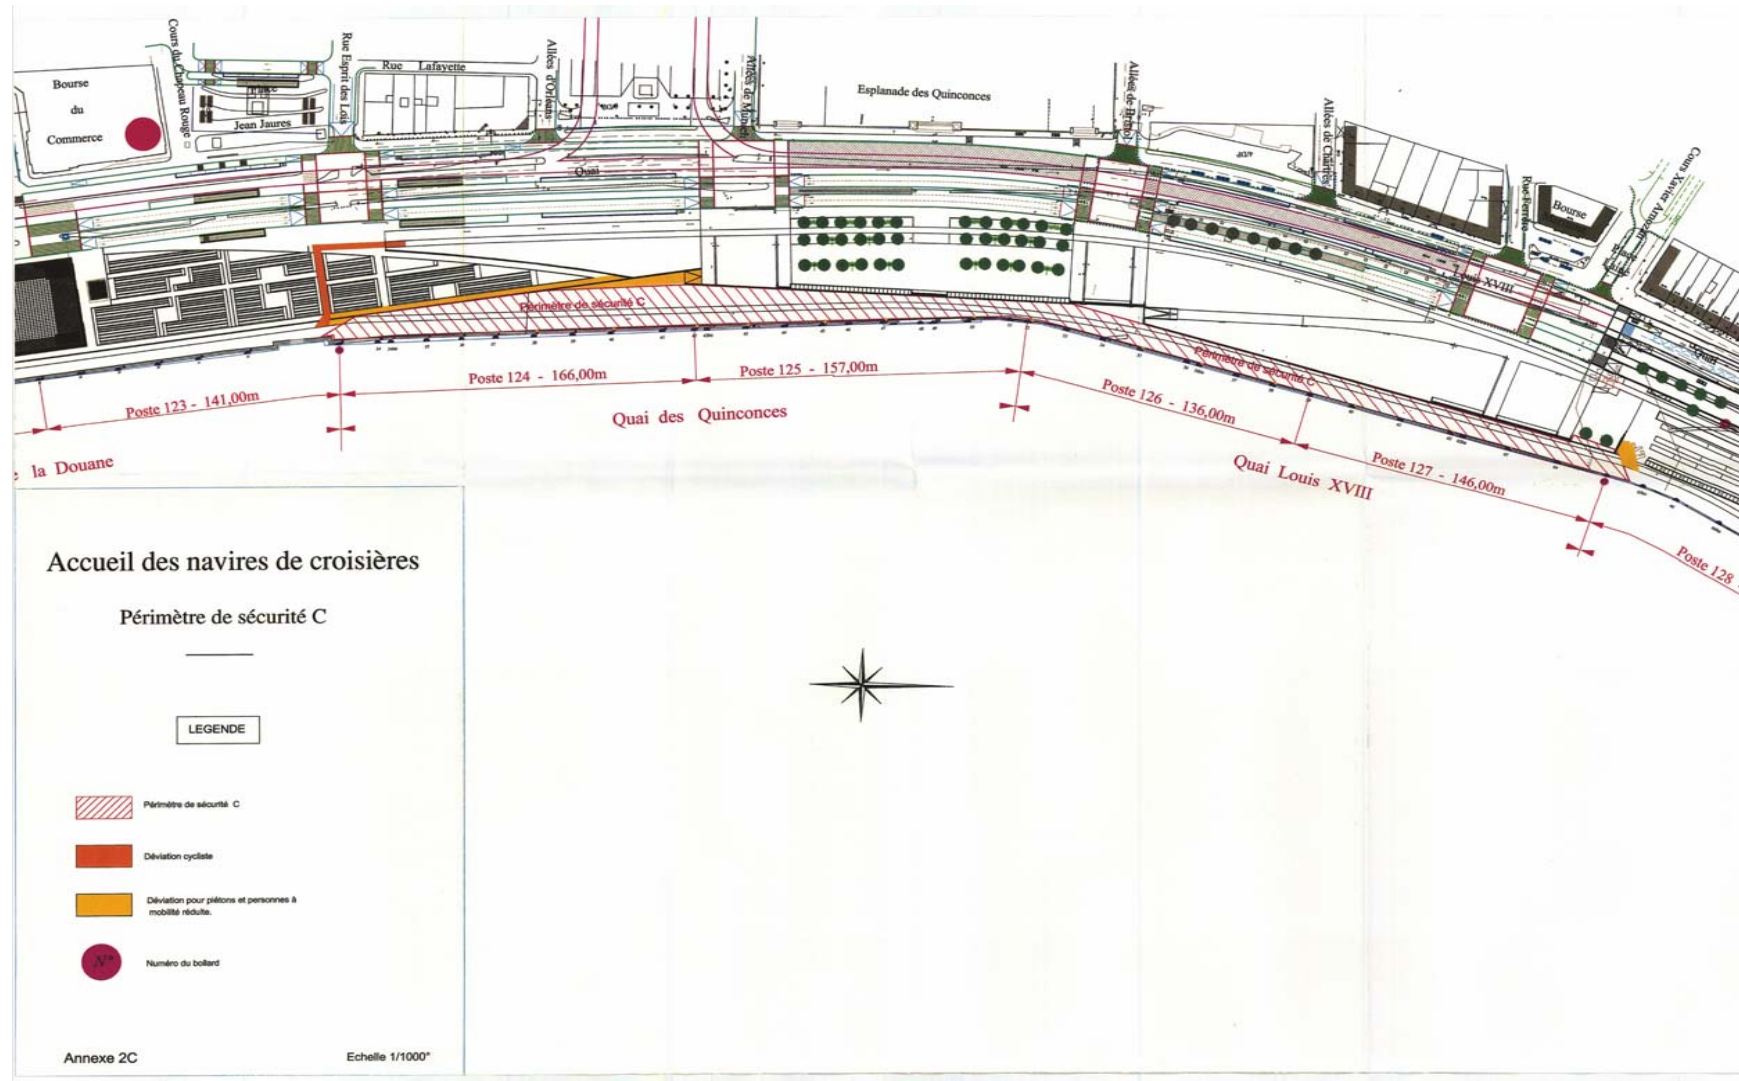 Bourse
du
Commerce
Cours du Chapeau Rouge
Place
Jean Jaures
Rue Esprit des Lois
Rue Lafayette
Allées d'Orléans
Allées de Munich
Esplanade des Quinconces
Allées de Bristol
Allées de Chartres
Rue Ferrère
Bourse
Cours Xavier Arnozan
Quai
Louis XVIII
Périmètre de sécurité C
Périmètre de sécurité C
Poste 123 - 141,00m
Poste 124 - 166,00m
Poste 125 - 157,00m
Poste 126 - 136,00m
Poste 127 - 146,00m
Poste 128
la Douane
Quai des Quinconces
Quai Louis XVIII
Accueil des navires de croisières
Périmètre de sécurité C
LEGENDE
Périmètre de sécurité C
Déviation cycliste
Déviation pour piétons et personnes à
mobilité réduite.
N°
Numéro du bollard
Annexe 2C
Echelle 1/1000°